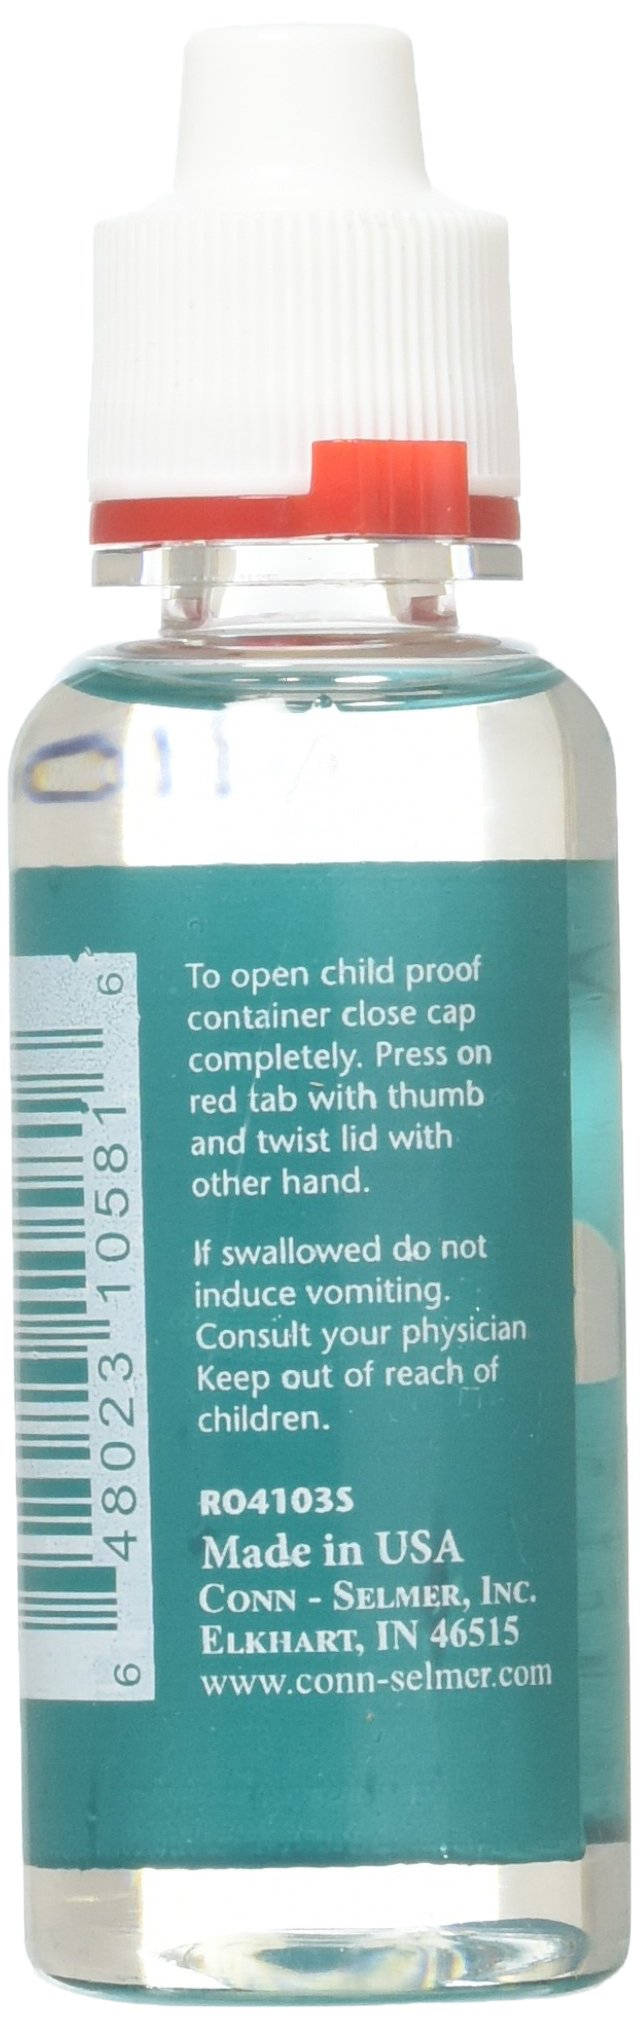 To open child proof
container close cap
completely. Press on
red tab with thumb
and twist lid with
other hand.
If swallowed do not
induce vomiting.
Consult your physician
Keep out of reach of
children.
RO4103S
Made in USA
CONN - SELMER, INC.
ELKHART, IN 46515
www.conn-selmer.com
6 48023 10581 6